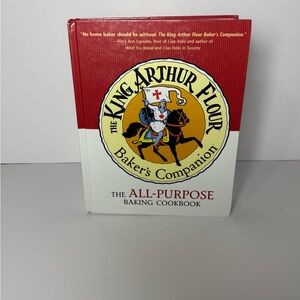 "No home baker should be without The King Arthur Flour Baker's Companion."
—Mary Ann Esposito, host of Ciao Italia and author of
What You Knead and Ciao Italia in Tuscany
THE KING ARTHUR FLOUR
Baker's Companion
THE ALL-PURPOSE
BAKING COOKBOOK